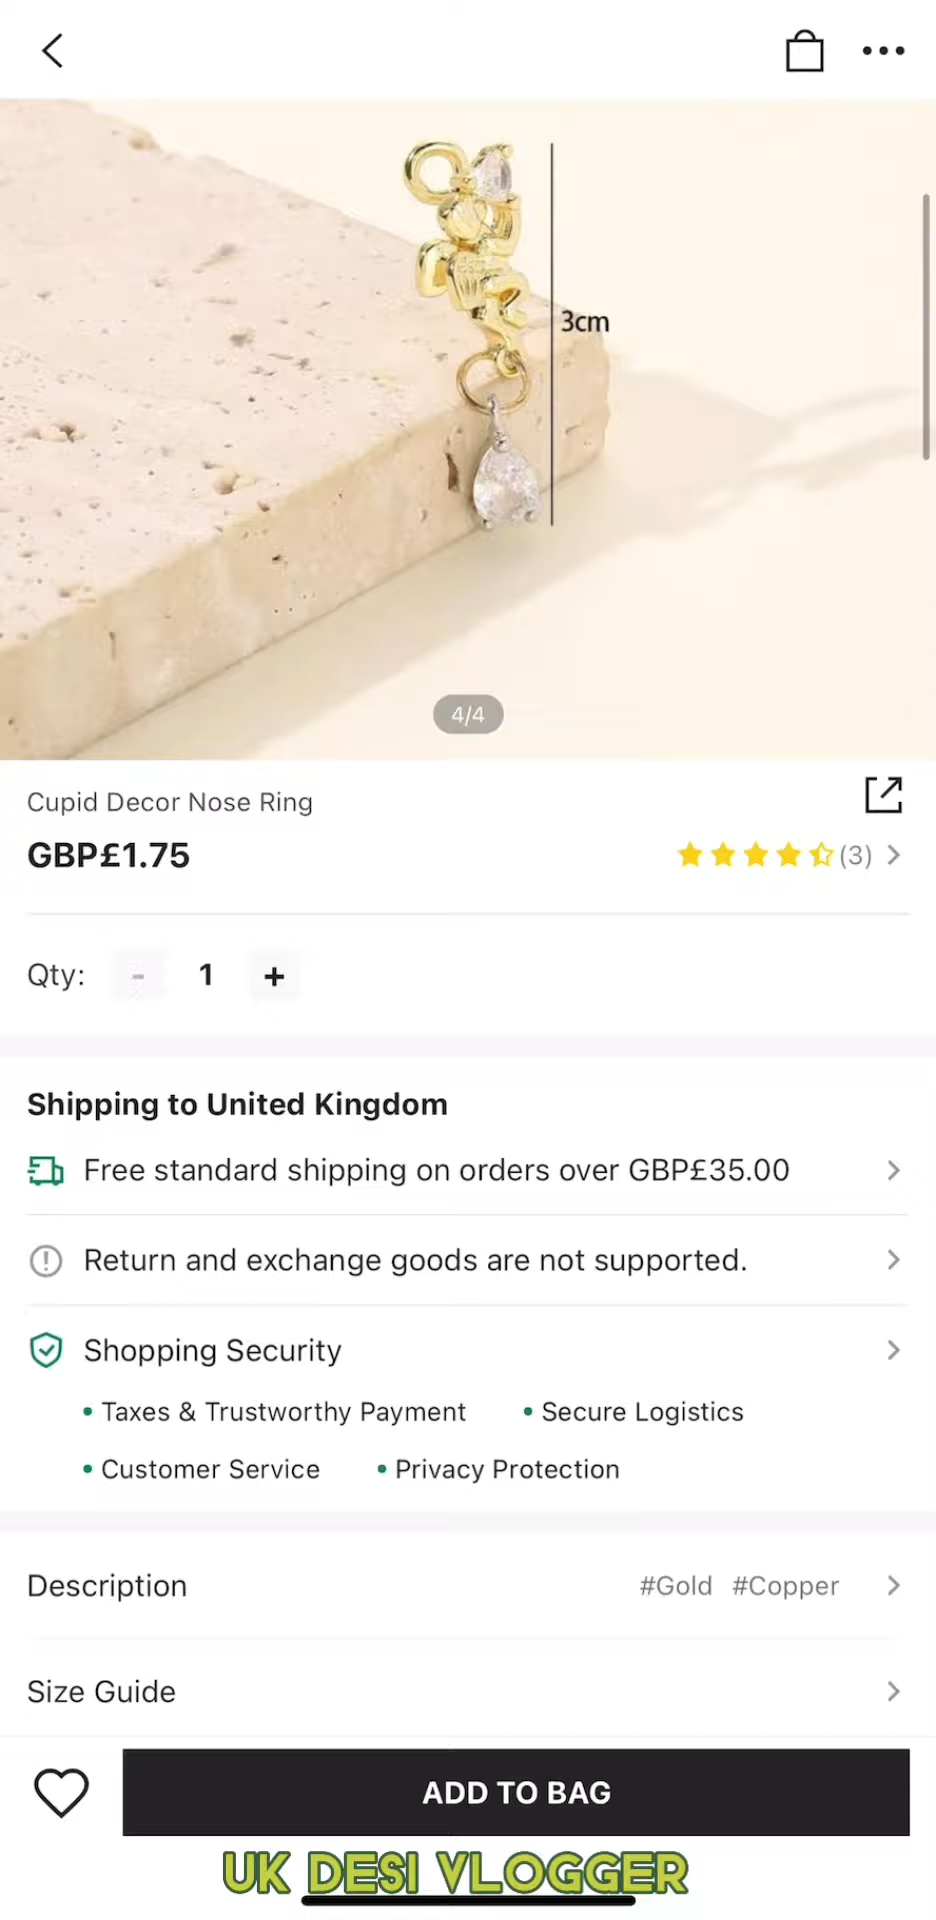 3cm
4/4
Cupid Decor Nose Ring
GBP£1.75
(3)
Qty: - 1 +
Shipping to United Kingdom
Free standard shipping on orders over GBP£35.00
Return and exchange goods are not supported.
Shopping Security
• Taxes & Trustworthy Payment • Secure Logistics
• Customer Service • Privacy Protection
Description #Gold #Copper
Size Guide
ADD TO BAG
UK DESI VLOGGER